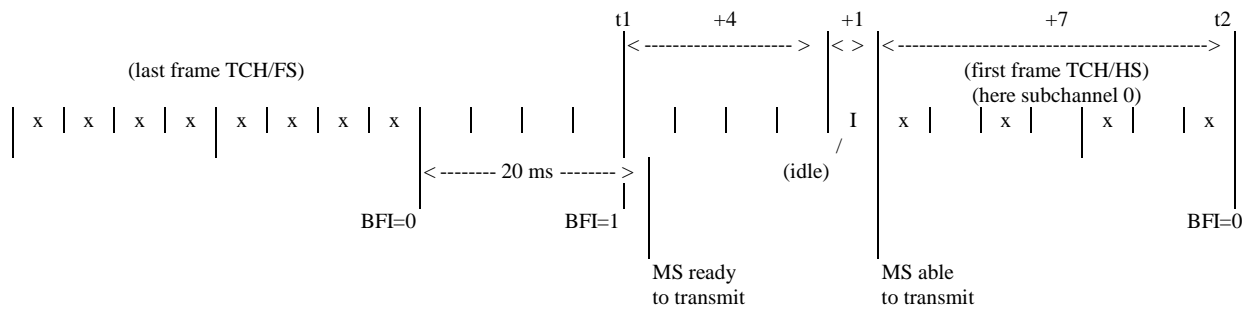 t1 +4 +1 +7 t2
< --------------------- > < > < -------------------------------------------- >
(last frame TCH/FS) (first frame TCH/HS)
(here subchannel 0)
x x x x x x x x I x x x x
/
< -------- 20 ms -------- > (idle)
BFI=0 BFI=1 BFI=0
MS ready MS able
to transmit to transmit